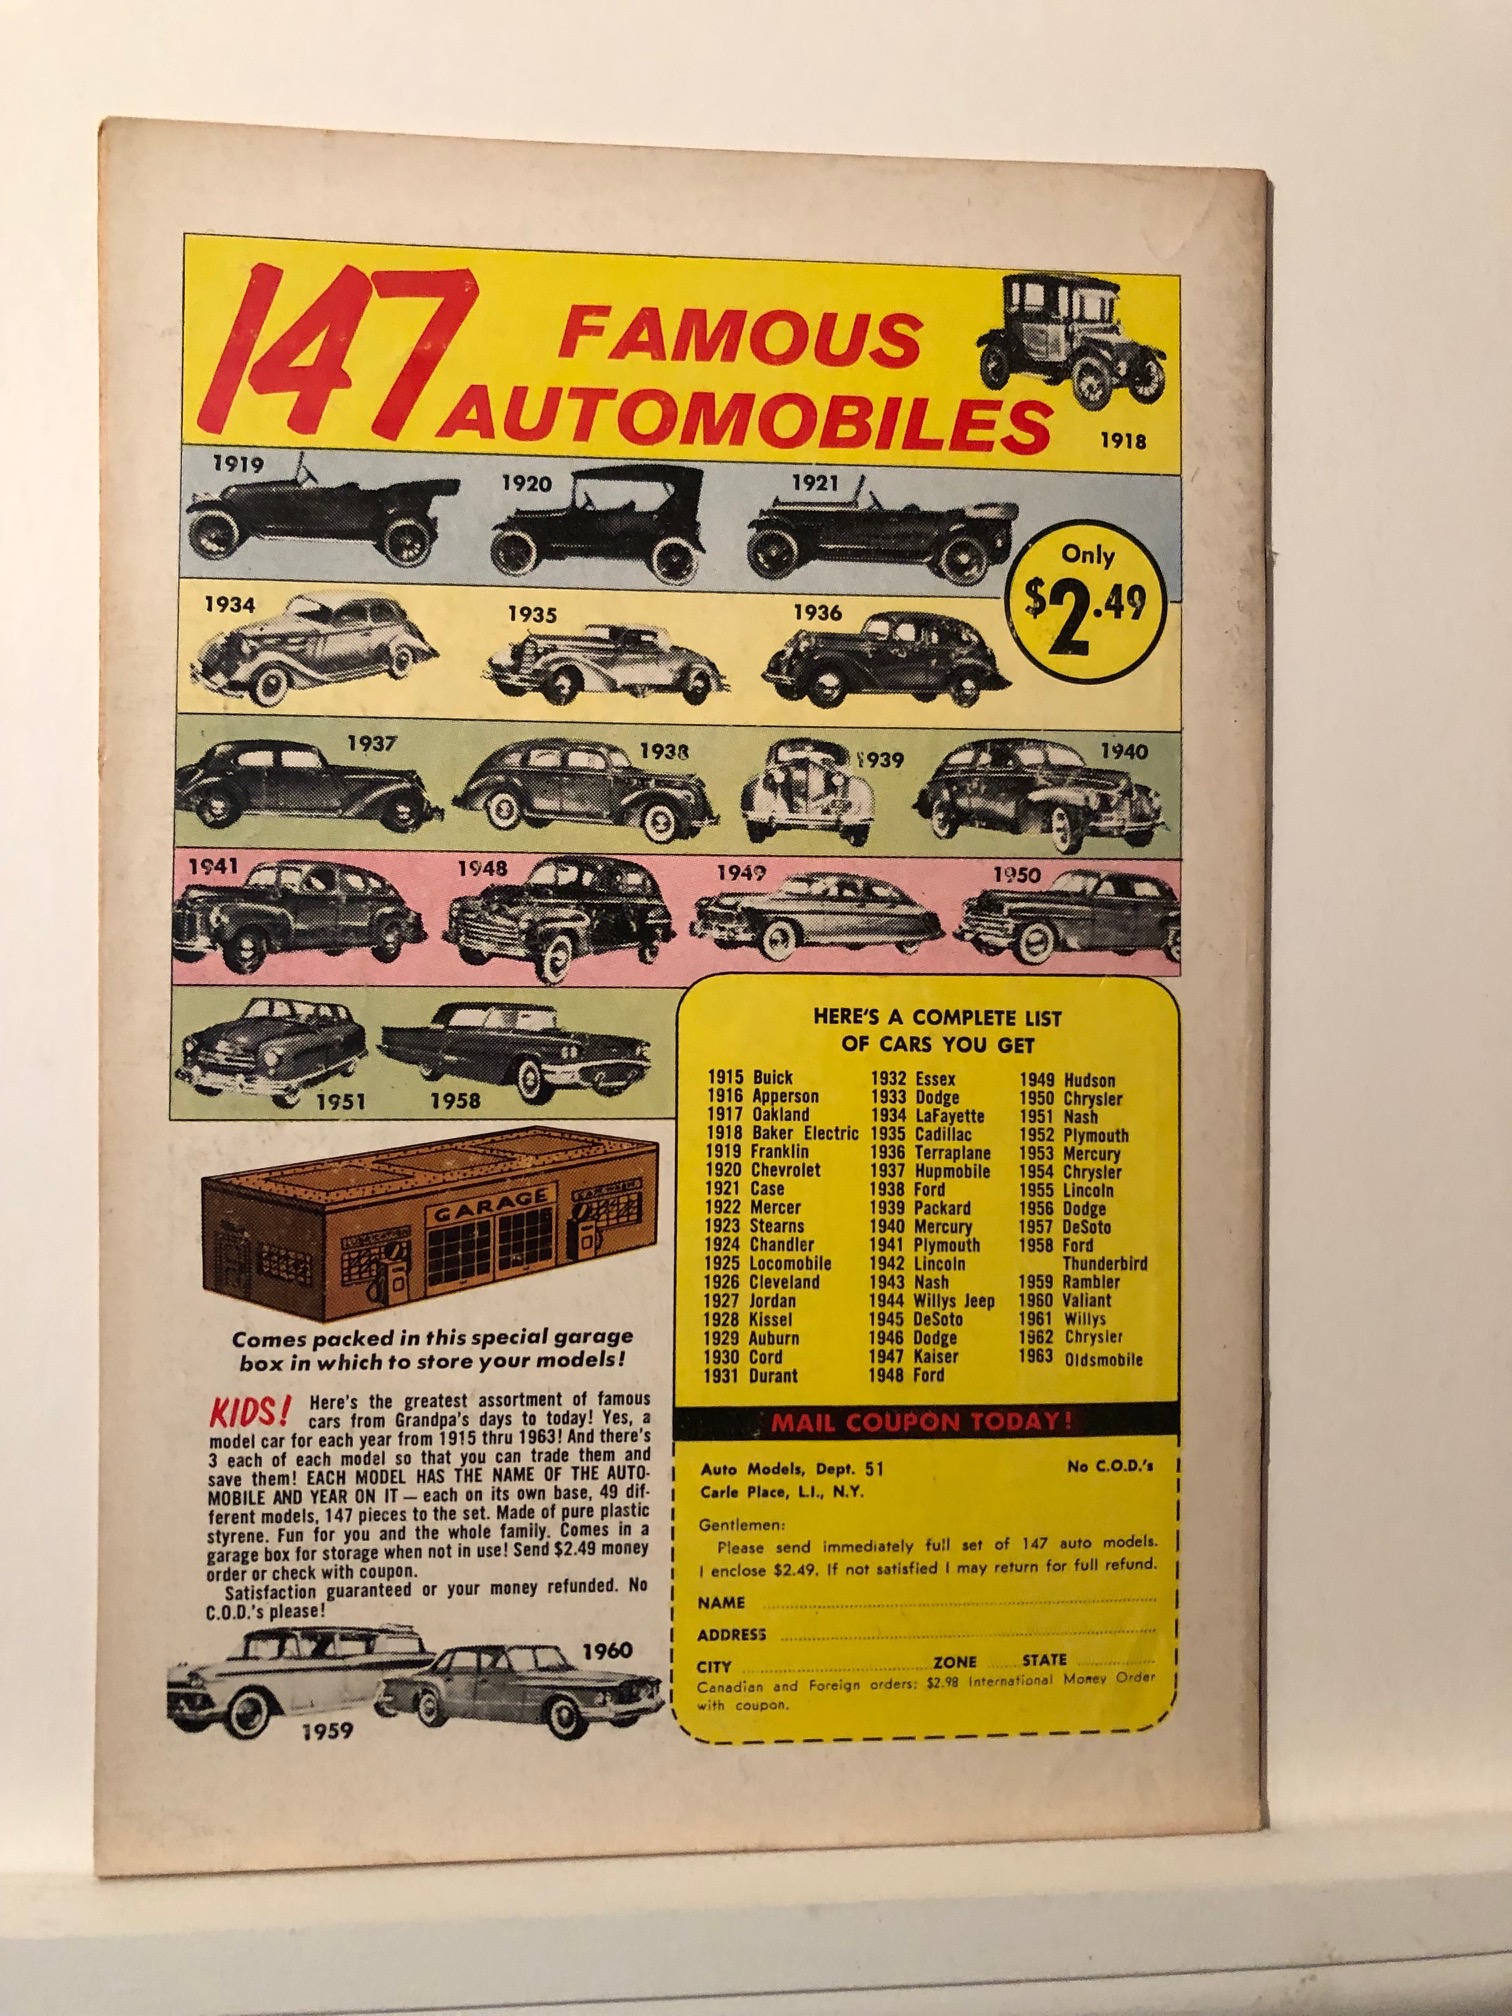 147 FAMOUS
AUTOMOBILES
1918
1919
1920
1921
Only
$2.49
1934
1935
1936
1937
1938
1939
1940
1941
1948
1949
1950
1951
1958
GARAGE
LUBRICATION
CAR WASH
Comes packed in this special garage
box in which to store your models!
KIDS! Here's the greatest assortment of famous
cars from Grandpa's days to today! Yes, a
model car for each year from 1915 thru 1963! And there's
3 each of each model so that you can trade them and
save them! EACH MODEL HAS THE NAME OF THE AUTO-
MOBILE AND YEAR ON IT — each on its own base, 49 dif-
ferent models, 147 pieces to the set. Made of pure plastic
styrene. Fun for you and the whole family. Comes in a
garage box for storage when not in use! Send $2.49 money
order or check with coupon.
Satisfaction guaranteed or your money refunded. No
C.O.D.'s please!
1959
1960
HERE'S A COMPLETE LIST
OF CARS YOU GET
1915 Buick
1916 Apperson
1917 Oakland
1918 Baker Electric
1919 Franklin
1920 Chevrolet
1921 Case
1922 Mercer
1923 Stearns
1924 Chandler
1925 Locomobile
1926 Cleveland
1927 Jordan
1928 Kissel
1929 Auburn
1930 Cord
1931 Durant
1932 Essex
1933 Dodge
1934 LaFayette
1935 Cadillac
1936 Terraplane
1937 Hupmobile
1938 Ford
1939 Packard
1940 Mercury
1941 Plymouth
1942 Lincoln
1943 Nash
1944 Willys Jeep
1945 DeSoto
1946 Dodge
1947 Kaiser
1948 Ford
1949 Hudson
1950 Chrysler
1951 Nash
1952 Plymouth
1953 Mercury
1954 Chrysler
1955 Lincoln
1956 Dodge
1957 DeSoto
1958 Ford
Thunderbird
1959 Rambler
1960 Valiant
1961 Willys
1962 Chrysler
1963 Oldsmobile
MAIL COUPON TODAY!
Auto Models, Dept. 51 No C.O.D.'s
Carle Place, L.I., N.Y.
Gentlemen:
Please send immediately full set of 147 auto models.
I enclose $2.49. If not satisfied I may return for full refund.
NAME
ADDRESS
CITY ZONE STATE
Canadian and Foreign orders: $2.98 International Money Order
with coupon.